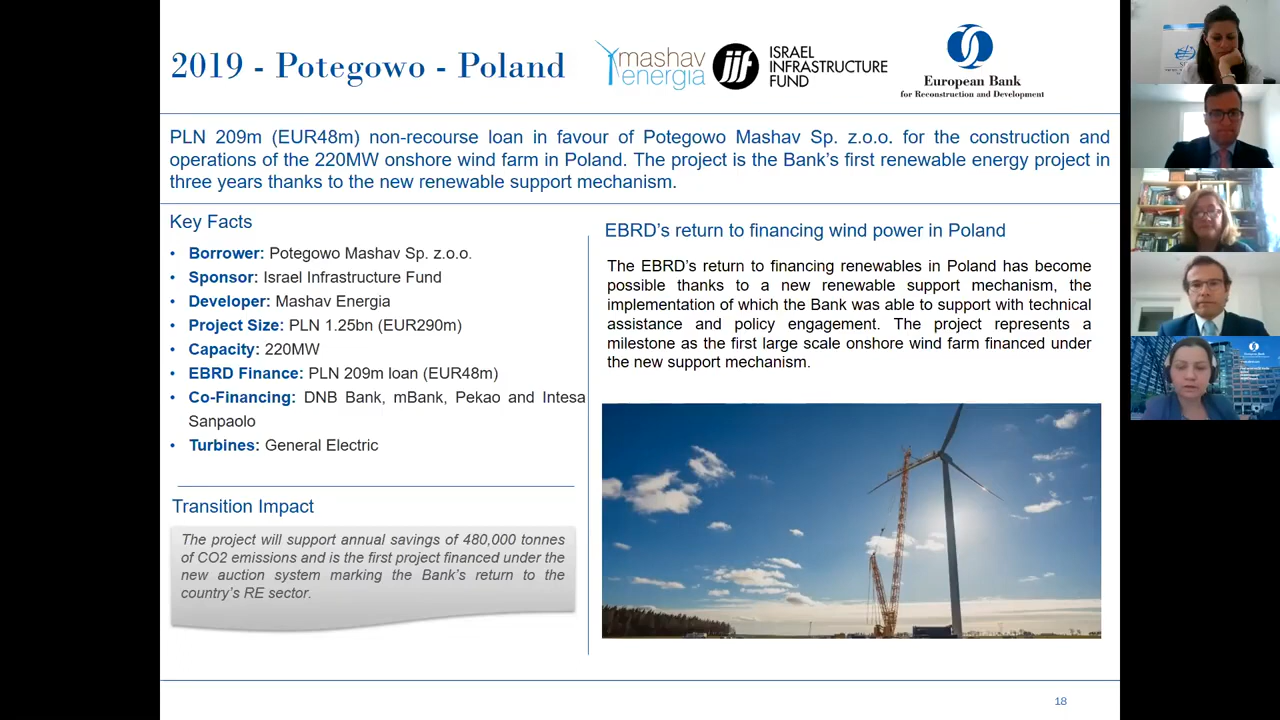 2019 - Potegowo - Poland
mashav
energia
iif
ISRAEL
INFRASTRUCTURE
FUND
European Bank
for Reconstruction and Development
PLN 209m (EUR48m) non-recourse loan in favour of Potegowo Mashav Sp. z.o.o. for the construction and
operations of the 220MW onshore wind farm in Poland. The project is the Bank's first renewable energy project in
three years thanks to the new renewable support mechanism.
Key Facts
• Borrower: Potegowo Mashav Sp. z.o.o.
• Sponsor: Israel Infrastructure Fund
• Developer: Mashav Energia
• Project Size: PLN 1.25bn (EUR290m)
• Capacity: 220MW
• EBRD Finance: PLN 209m loan (EUR48m)
• Co-Financing: DNB Bank, mBank, Pekao and Intesa
Sanpaolo
• Turbines: General Electric
Transition Impact
The project will support annual savings of 480,000 tonnes
of CO2 emissions and is the first project financed under the
new auction system marking the Bank's return to the
country's RE sector.
EBRD's return to financing wind power in Poland
The EBRD's return to financing renewables in Poland has become
possible thanks to a new renewable support mechanism, the
implementation of which the Bank was able to support with technical
assistance and policy engagement. The project represents a
milestone as the first large scale onshore wind farm financed under
the new support mechanism.
18